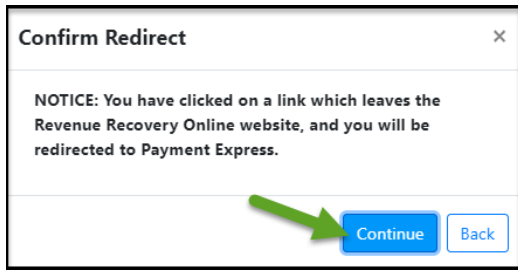 Confirm Redirect ×
NOTICE: You have clicked on a link which leaves the
Revenue Recovery Online website, and you will be
redirected to Payment Express.
Continue Back